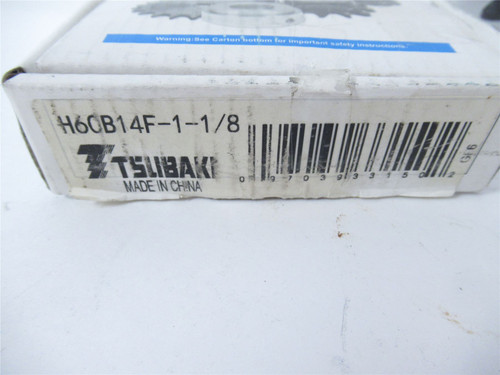 Warning:See Carton bottom for important safety instructions.
H60B14F-1-1/8
TSUBAKI
MADE IN CHINA